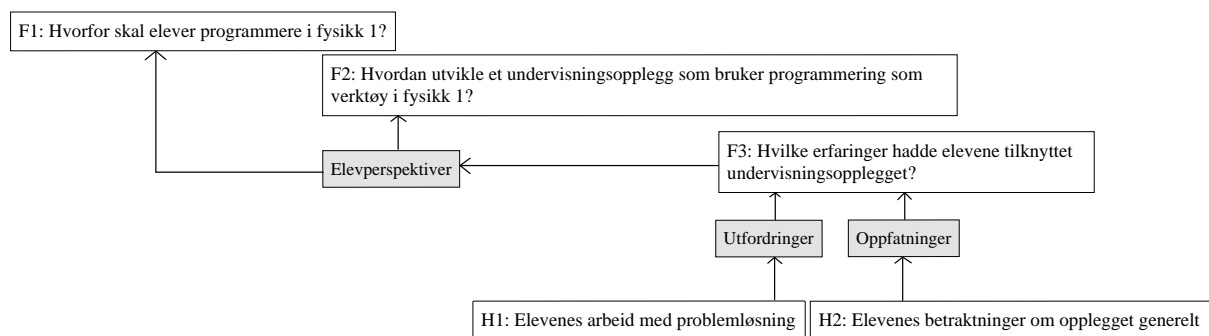 F1: Hvorfor skal elever programmere i fysikk 1?
F2: Hvordan utvikle et undervisningsopplegg som bruker programmering som
verktøy i fysikk 1?
Elevperspektiver
F3: Hvilke erfaringer hadde elevene tilknyttet
undervisningsopplegget?
Utfordringer
Oppfatninger
H1: Elevenes arbeid med problemløsning
H2: Elevenes betraktninger om opplegget generelt